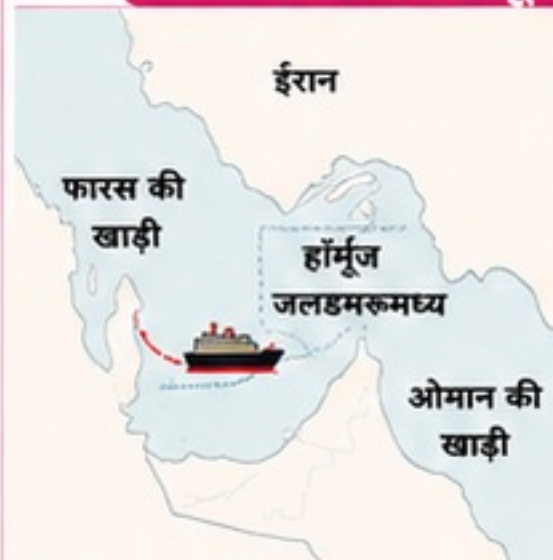 ईरान
फारस की
खाड़ी
हॉर्मूज
जलडमरूमध्य
ओमान की
खाड़ी